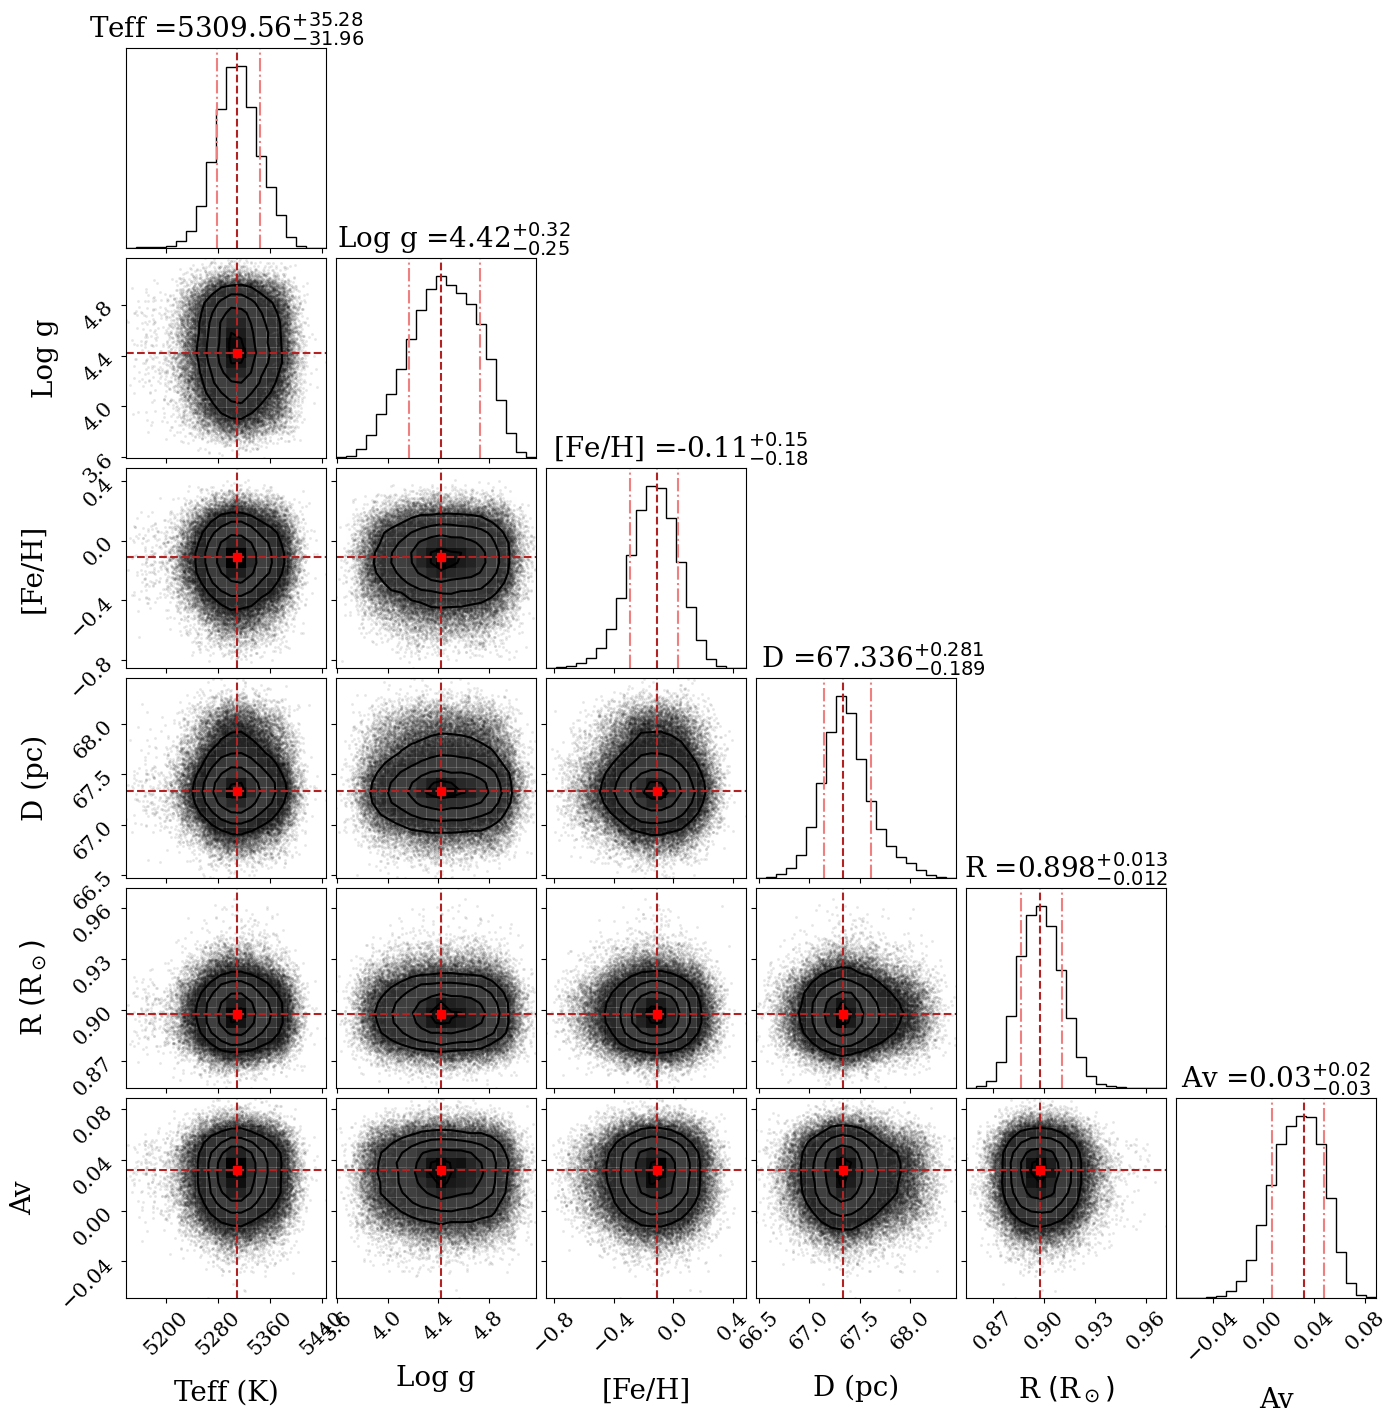 Teff =5309.56+35.28−31.96
Log g =4.42+0.32−0.25
Log g
4.8
4.4
4.0
3.6
[Fe/H] =-0.11+0.15−0.18
[Fe/H]
0.4
0.0
−0.4
−0.8
D =67.336+0.281−0.189
D (pc)
68.0
67.5
67.0
66.5
R =0.898+0.013−0.012
R (R⊙)
0.96
0.93
0.90
0.87
Av =0.03+0.02−0.03
Av
0.08
0.04
0.00
−0.04
5200 5280 5360 5440
3.6 4.0 4.4 4.8
−0.8 −0.4 0.0 0.4
66.5 67.0 67.5 68.0
0.87 0.90 0.93 0.96
−0.04 0.00 0.04 0.08
Teff (K)
Log g
[Fe/H]
D (pc)
R (R⊙)
Av